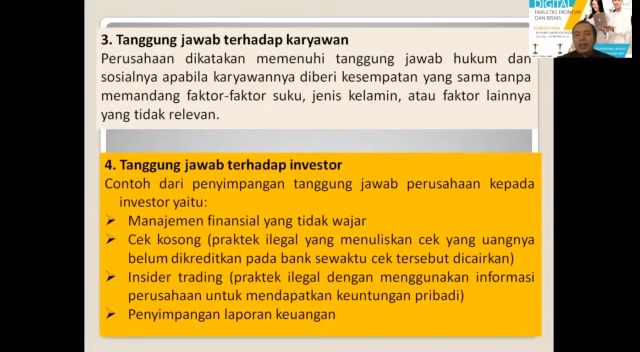 DIGITAL
FAKULTAS EKONOMI
DAN BISNIS
3. Tanggung jawab terhadap karyawan
Perusahaan dikatakan memenuhi tanggung jawab hukum dan
sosialnya apabila karyawannya diberi kesempatan yang sama tanpa
memandang faktor-faktor suku, jenis kelamin, atau faktor lainnya
yang tidak relevan.
4. Tanggung jawab terhadap investor
Contoh dari penyimpangan tanggung jawab perusahaan kepada
investor yaitu:
➢ Manajemen finansial yang tidak wajar
➢ Cek kosong (praktek ilegal yang menuliskan cek yang uangnya
belum dikreditkan pada bank sewaktu cek tersebut dicairkan)
➢ Insider trading (praktek ilegal dengan menggunakan informasi
perusahaan untuk mendapatkan keuntungan pribadi)
➢ Penyimpangan laporan keuangan